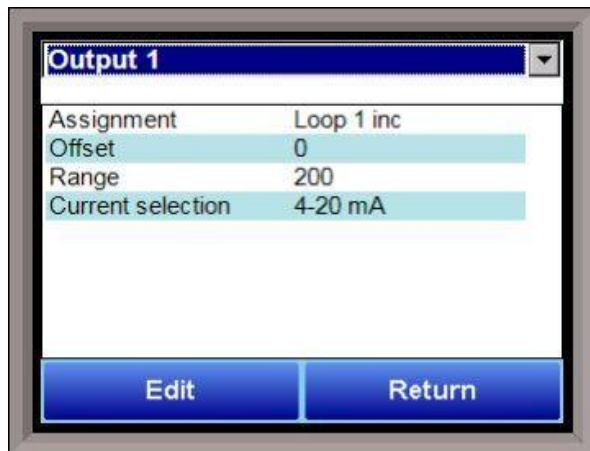 Output 1
Assignment Loop 1 inc
Offset 0
Range 200
Current selection 4-20 mA
Edit Return